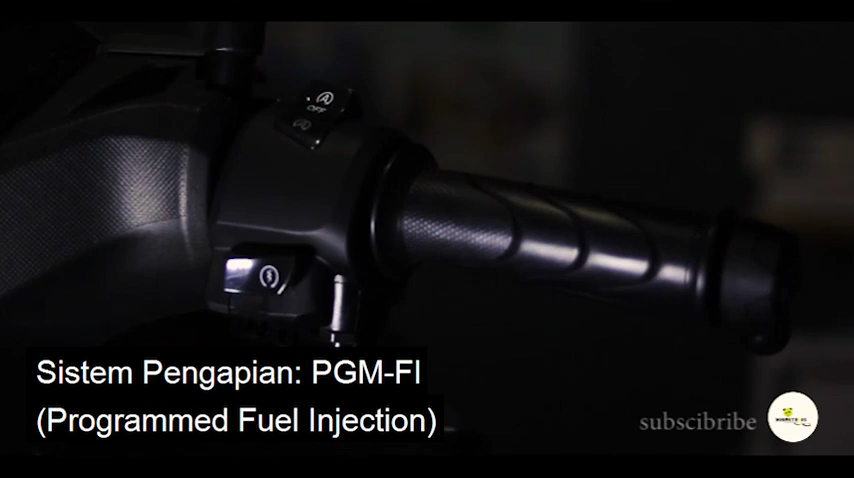 A
OFF
A
Sistem Pengapian: PGM-FI
(Programmed Fuel Injection)
subscibribe